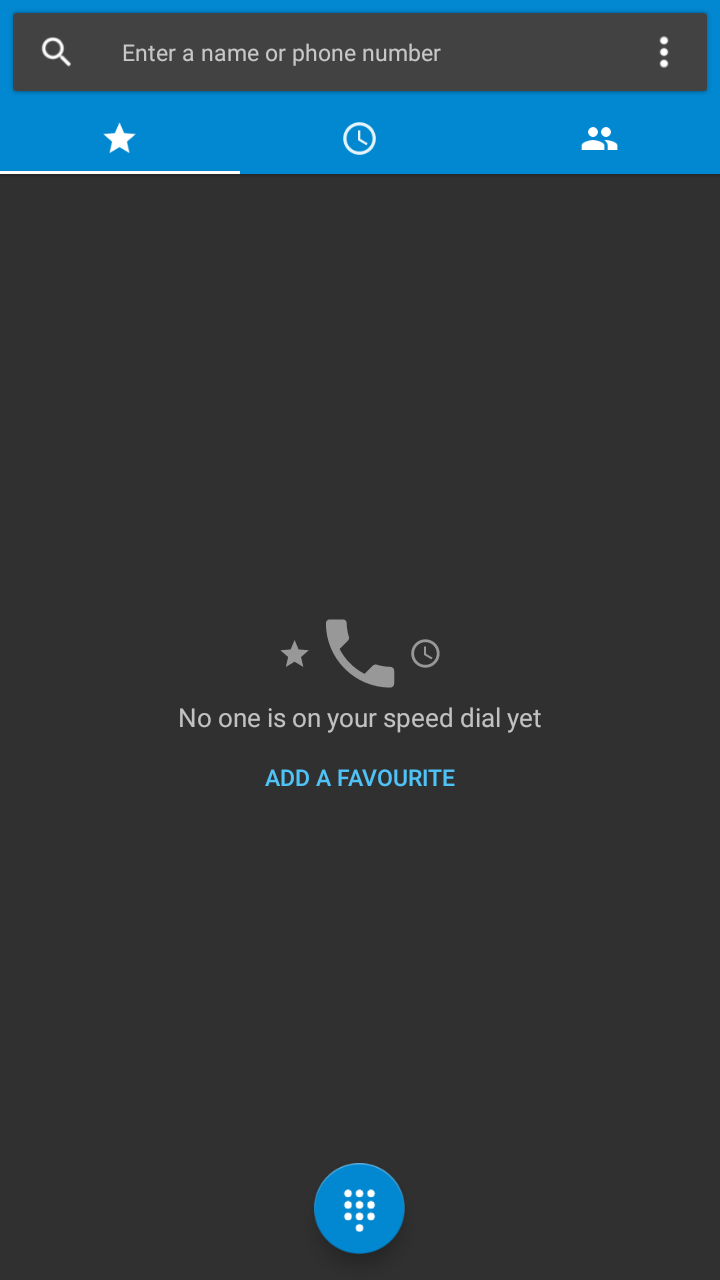 Enter a name or phone number
No one is on your speed dial yet
ADD A FAVOURITE